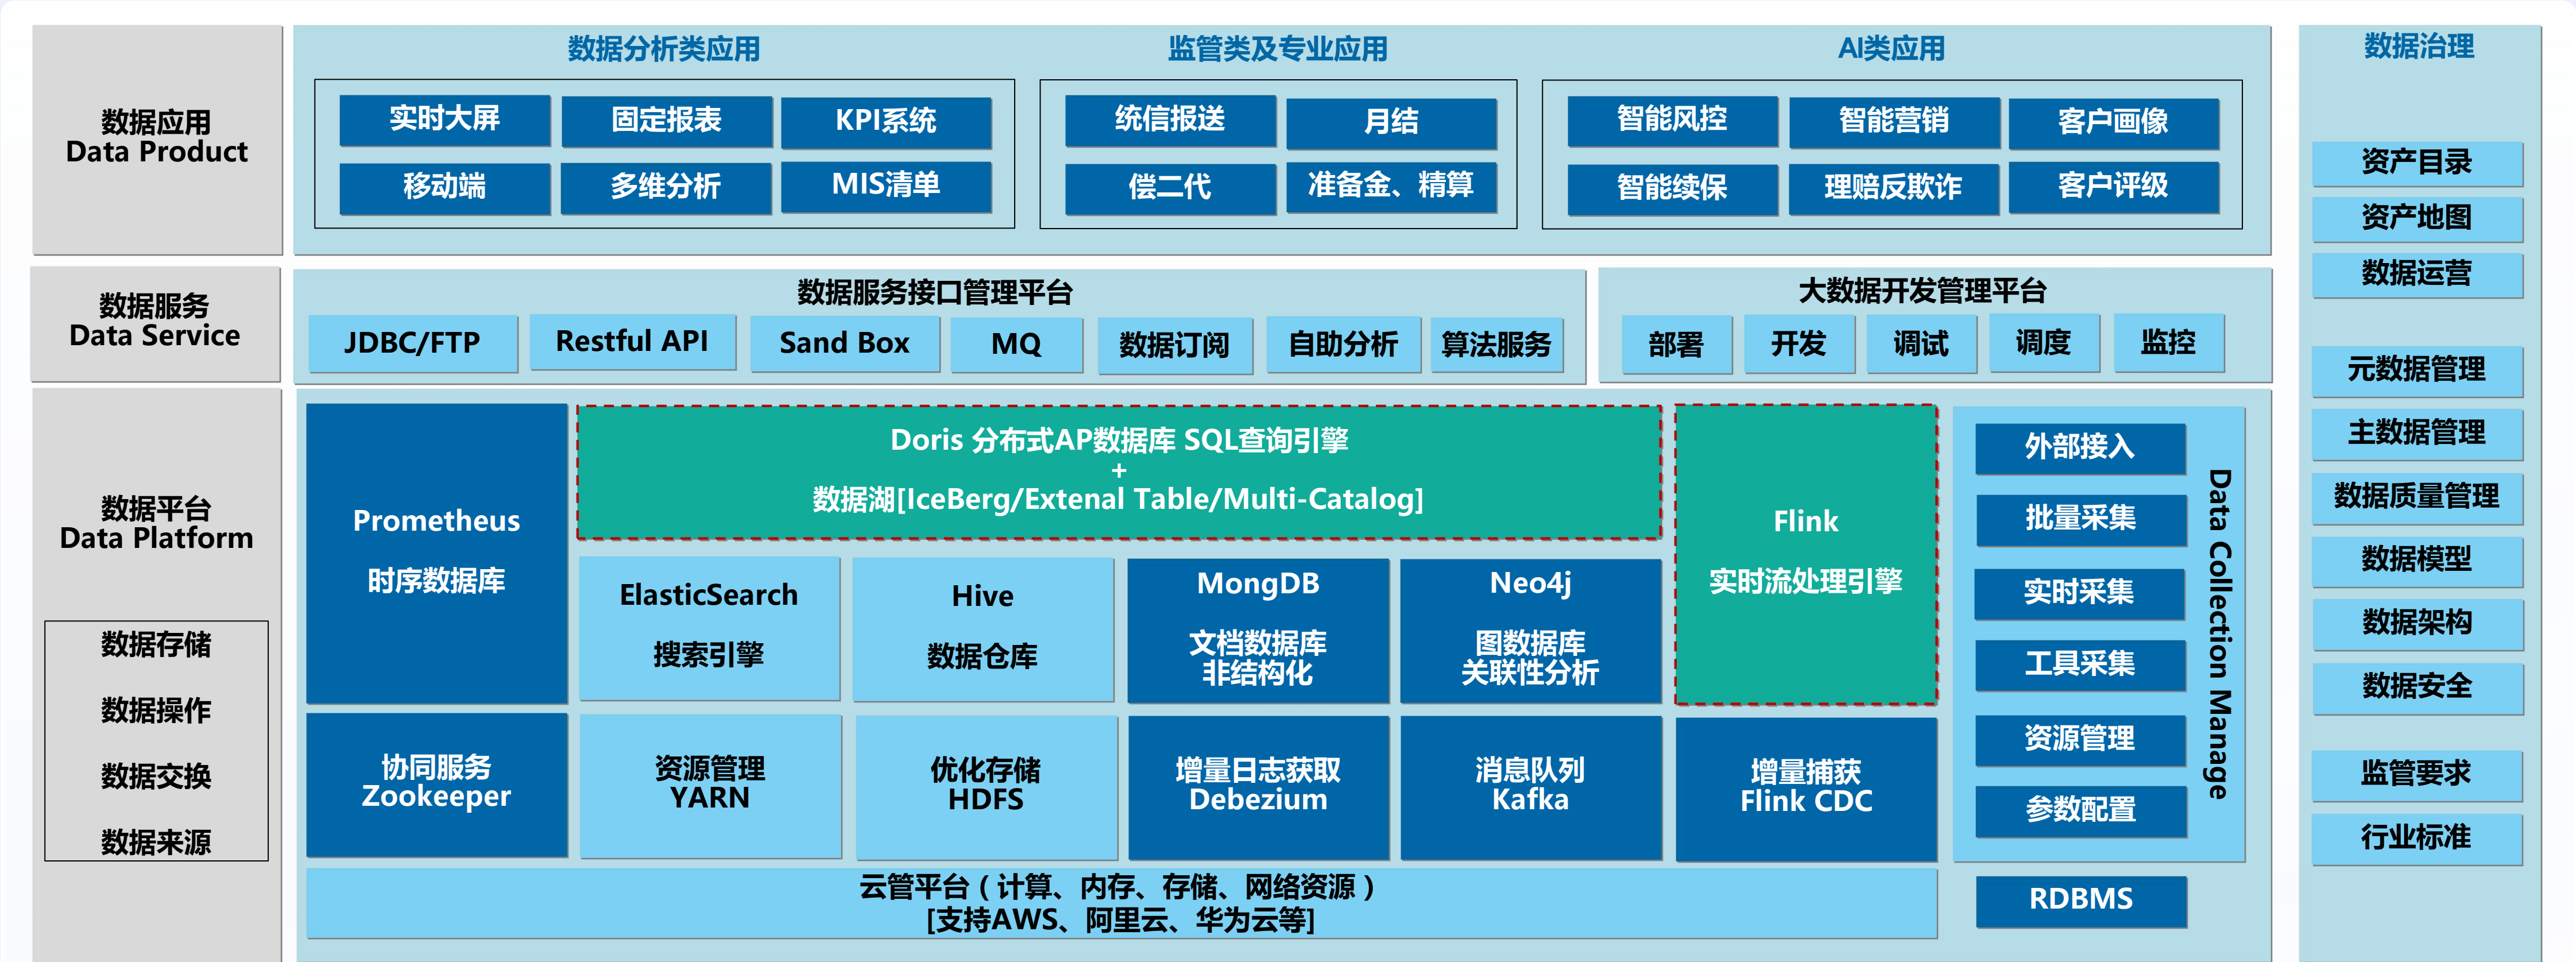 数据应用
Data Product
数据分析类应用
实时大屏
固定报表
KPI系统
移动端
多维分析
MIS清单
监管类及专业应用
统信报送
月结
偿二代
准备金、精算
AI类应用
智能风控
智能营销
客户画像
智能续保
理赔反欺诈
客户评级
数据服务
Data Service
数据服务接口管理平台
JDBC/FTP
Restful API
Sand Box
MQ
数据订阅
自助分析
算法服务
大数据开发管理平台
部署
开发
调试
调度
监控
数据平台
Data Platform
数据存储
数据操作
数据交换
数据来源
Prometheus
时序数据库
Doris 分布式AP数据库 SQL查询引擎
+
数据湖[IceBerg/Extenal Table/Multi-Catalog]
Flink
实时流处理引擎
ElasticSearch
搜索引擎
Hive
数据仓库
MongDB
文档数据库
非结构化
Neo4j
图数据库
关联性分析
协同服务
Zookeeper
资源管理
YARN
优化存储
HDFS
增量日志获取
Debezium
消息队列
Kafka
增量捕获
Flink CDC
外部接入
批量采集
实时采集
工具采集
资源管理
参数配置
Data Collection Manage
云管平台（计算、内存、存储、网络资源）
[支持AWS、阿里云、华为云等]
RDBMS
数据治理
资产目录
资产地图
数据运营
元数据管理
主数据管理
数据质量管理
数据模型
数据架构
数据安全
监管要求
行业标准